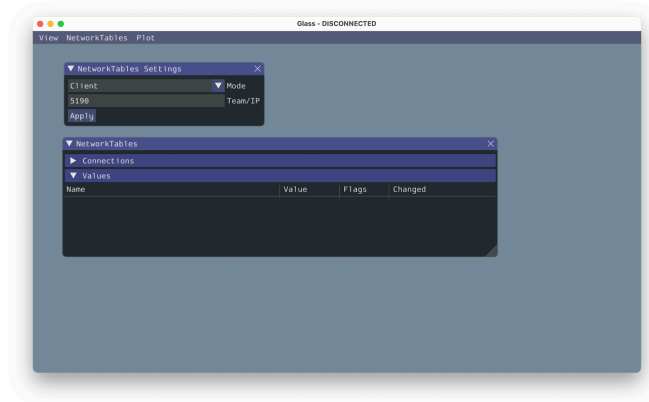 Glass - DISCONNECTED
View NetworkTables Plot
NetworkTables Settings
Client Mode
5190 Team/IP
Apply
NetworkTables
Connections
Values
Name Value Flags Changed